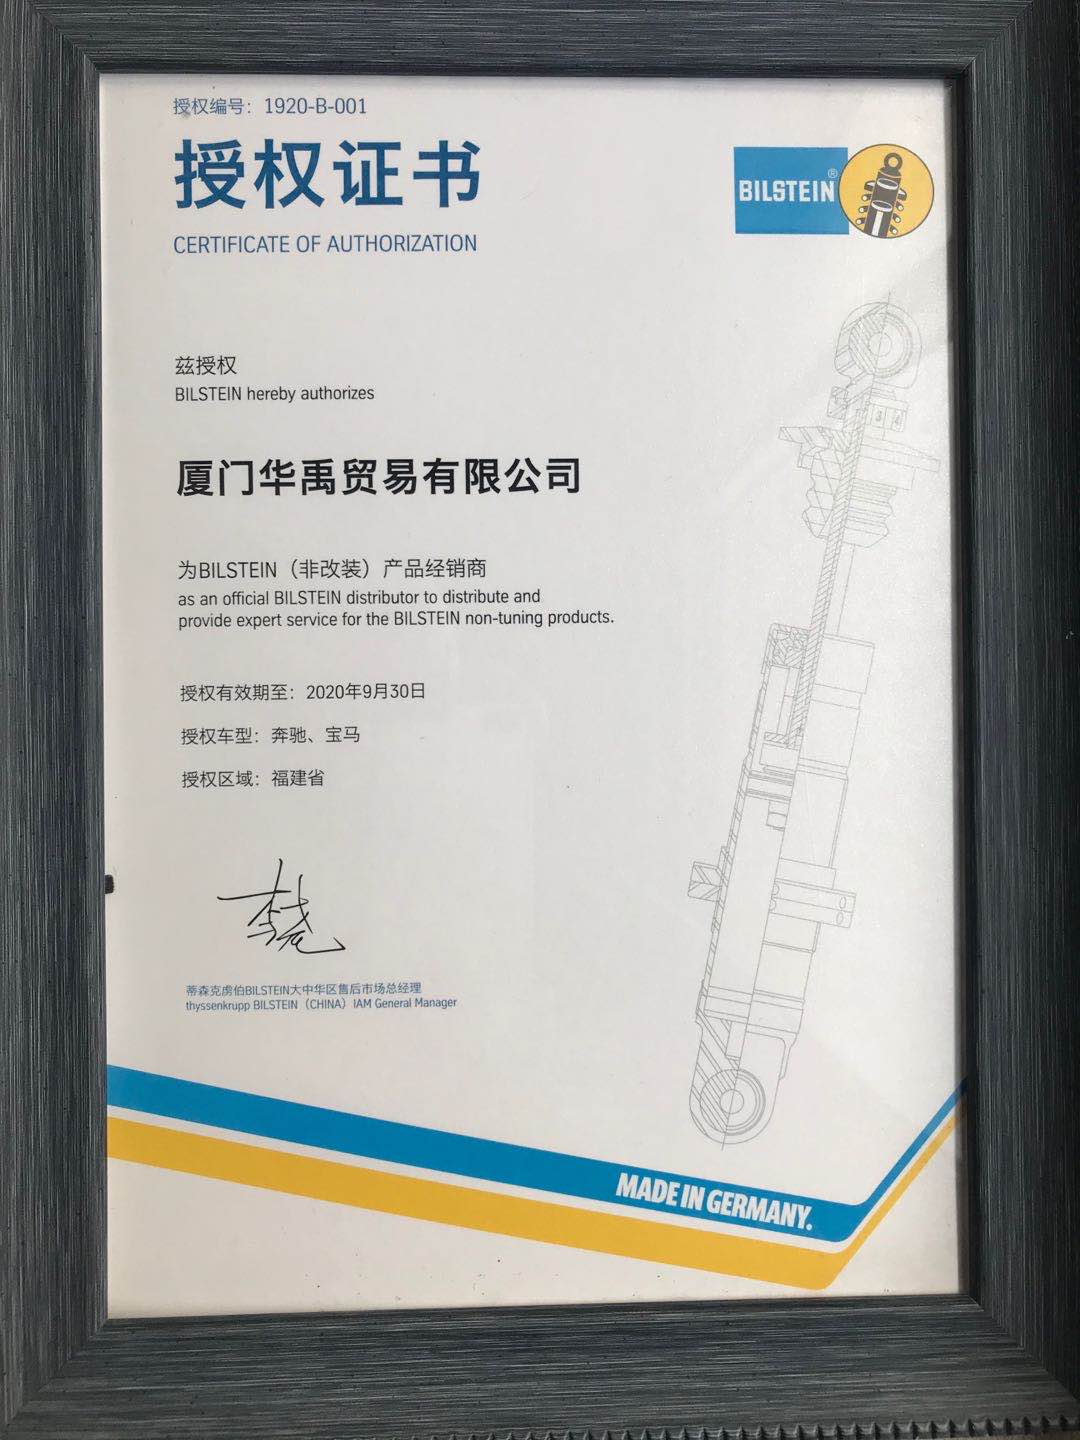 授权编号：1920-B-001
授权证书
CERTIFICATE OF AUTHORIZATION
BILSTEIN®
兹授权
BILSTEIN hereby authorizes
3 4
厦门华禹贸易有限公司
为BILSTEIN（非改装）产品经销商
as an official BILSTEIN distributor to distribute and
provide expert service for the BILSTEIN non-tuning products.
授权有效期至：2020年9月30日
授权车型：奔驰、宝马
授权区域：福建省
蒂森克虏伯BILSTEIN大中华区售后市场总经理
thyssenkrupp BILSTEIN（CHINA）IAM General Manager
MADE IN GERMANY.